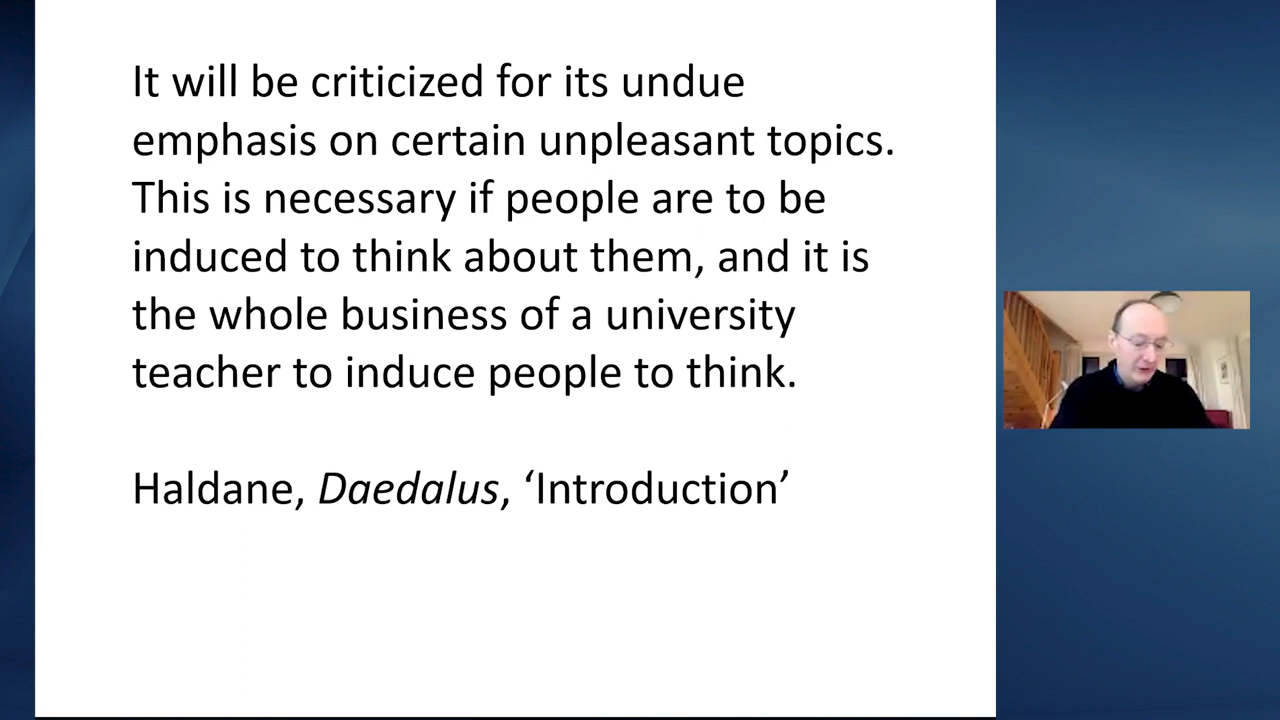 It will be criticized for its undue
emphasis on certain unpleasant topics.
This is necessary if people are to be
induced to think about them, and it is
the whole business of a university
teacher to induce people to think.
Haldane, Daedalus, ‘Introduction’